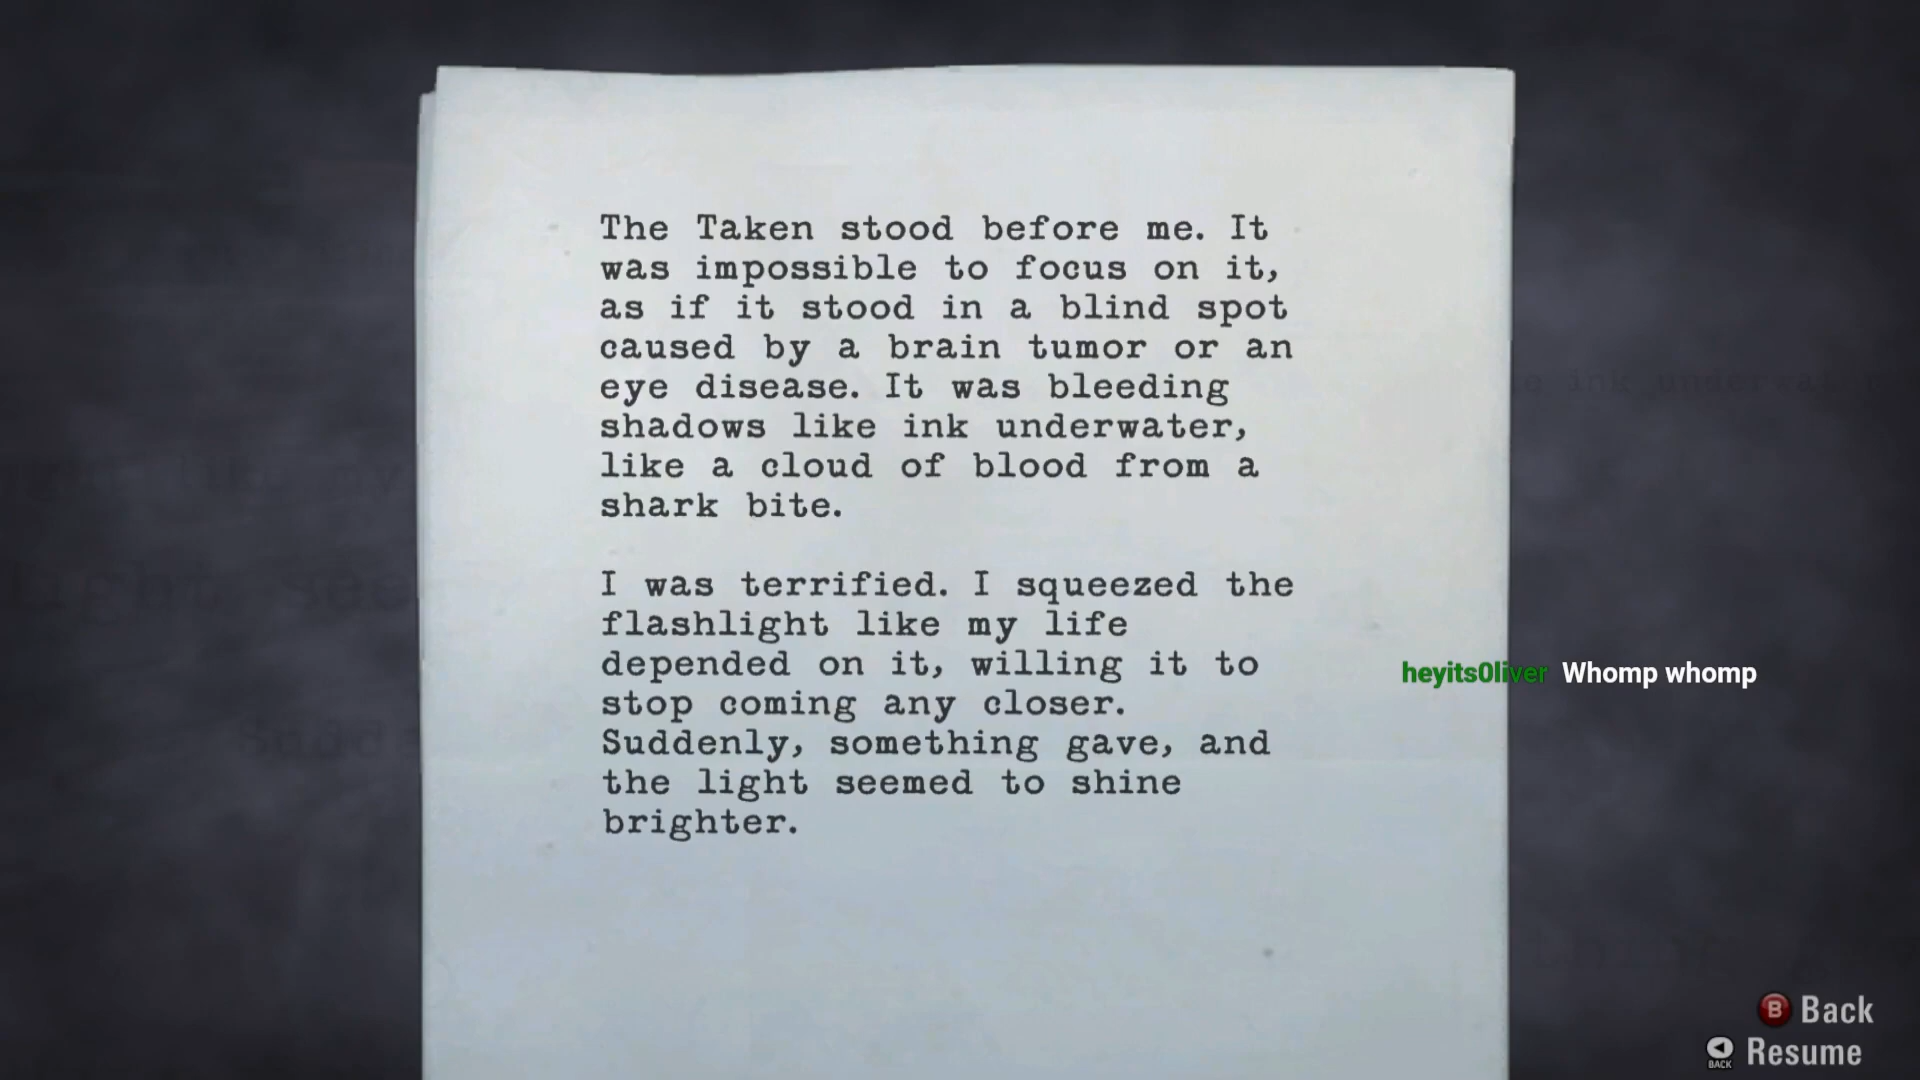 The Taken stood before me. It
was impossible to focus on it,
as if it stood in a blind spot
caused by a brain tumor or an
eye disease. It was bleeding
shadows like ink underwater,
like a cloud of blood from a
shark bite.
I was terrified. I squeezed the
flashlight like my life
depended on it, willing it to
stop coming any closer.
Suddenly, something gave, and
the light seemed to shine
brighter.
heyits0liver Whomp whomp
B Back
BACK Resume